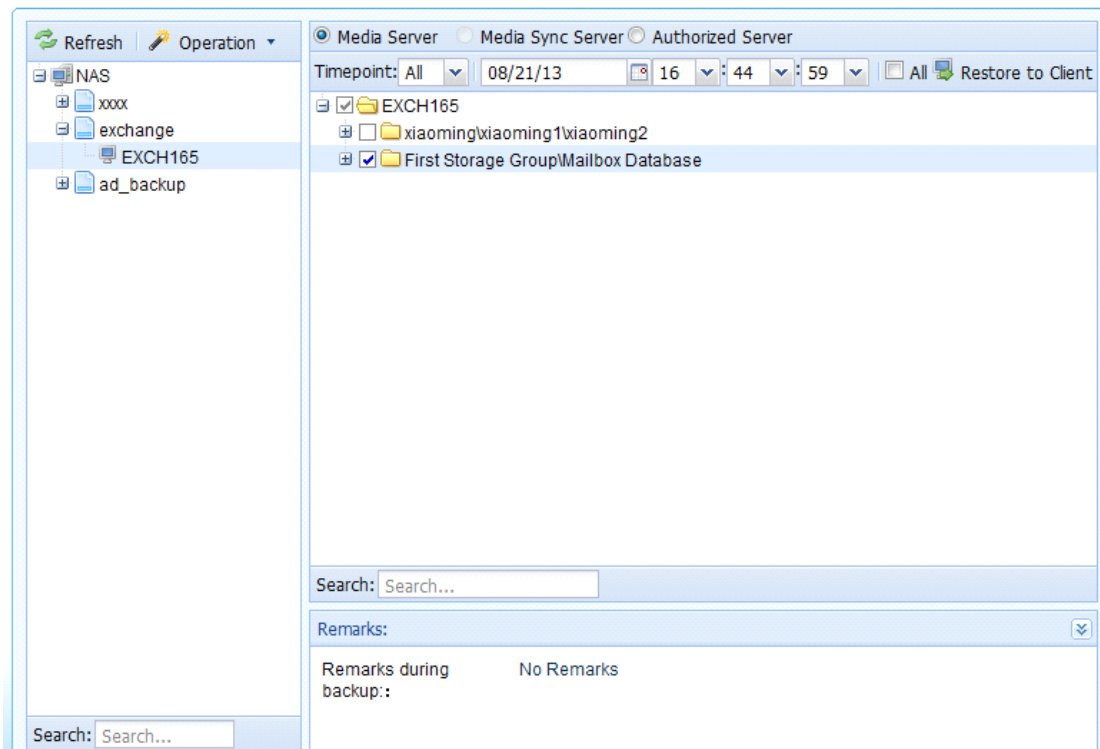 Refresh Operation
NAS
xxxx
exchange
EXCH165
ad_backup
Search: Search...
Media Server Media Sync Server Authorized Server
Timepoint: All 08/21/13 16 : 44 : 59 All Restore to Client
EXCH165
xiaoming\xiaoming1\xiaoming2
First Storage Group\Mailbox Database
Search: Search...
Remarks:
Remarks during No Remarks
backup::